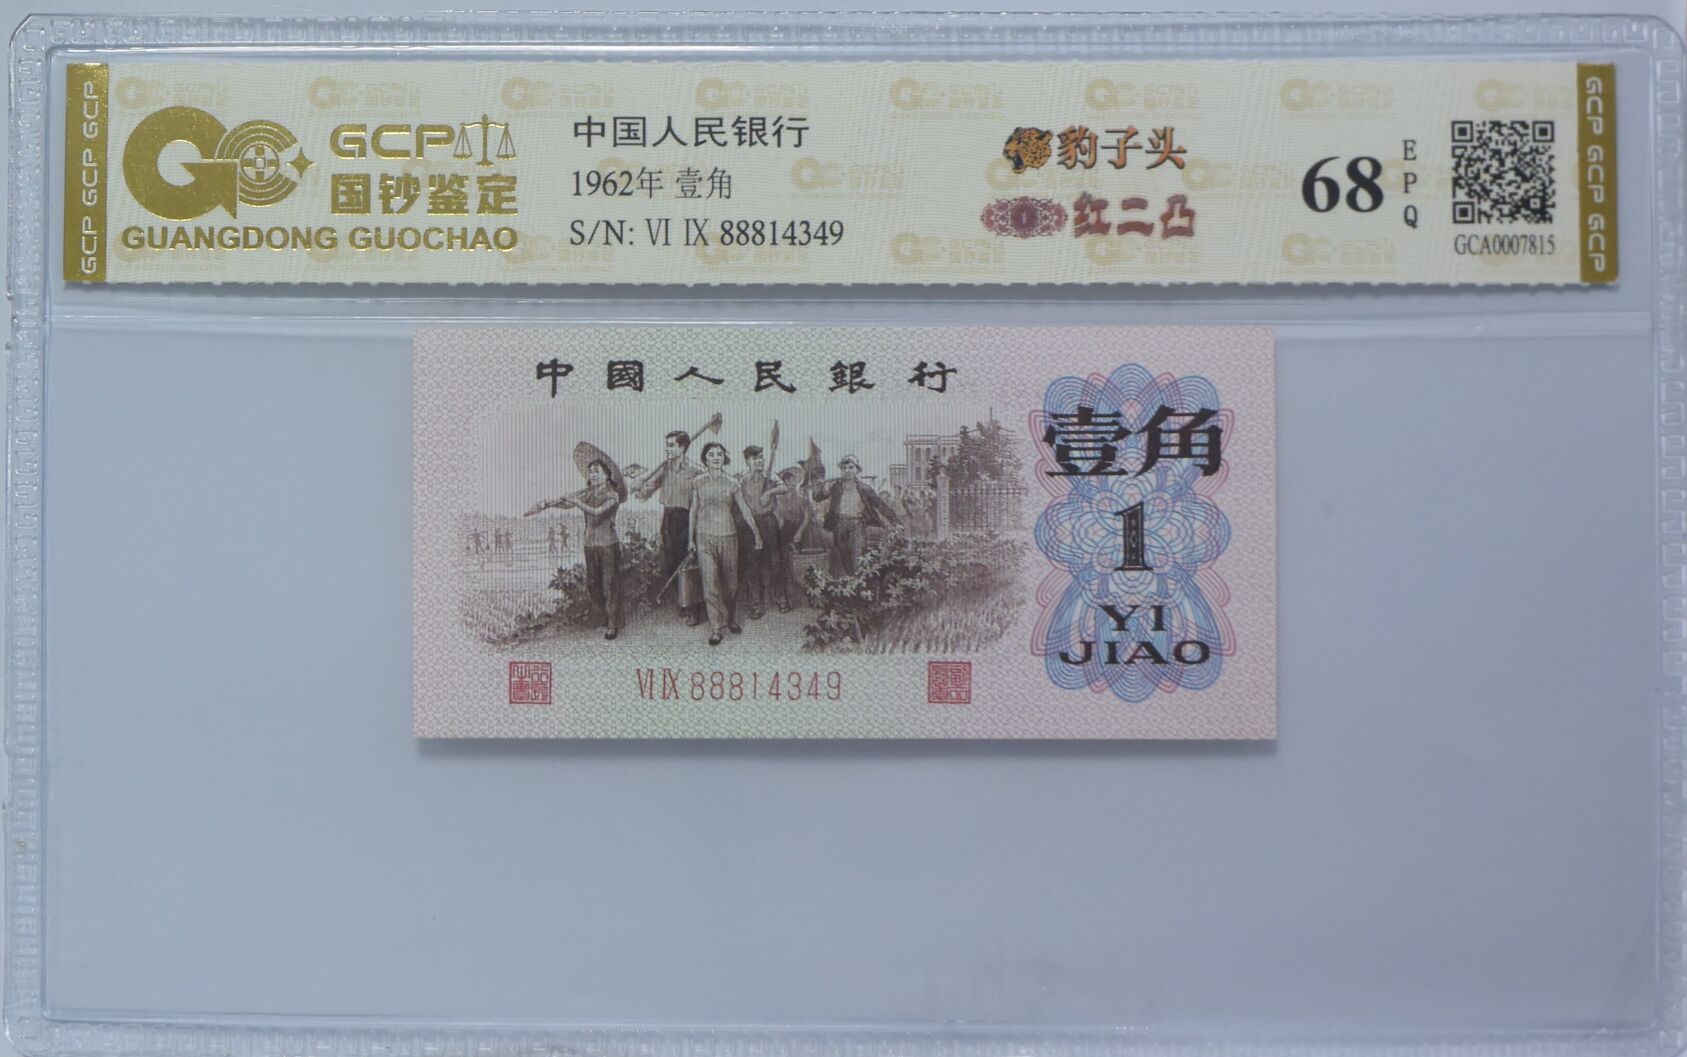 GCP GCP GCP
GCP
国钞鉴定
GUANGDONG GUOCHAO
中国人民银行
1962年 壹角
S/N: VI IX 88814349
豹子头
1 红二凸
68
E
P
Q
GCA0007815
GCP GCP GCP
中國人民銀行
壹角
1
YI
JIAO
VI IX 88814349